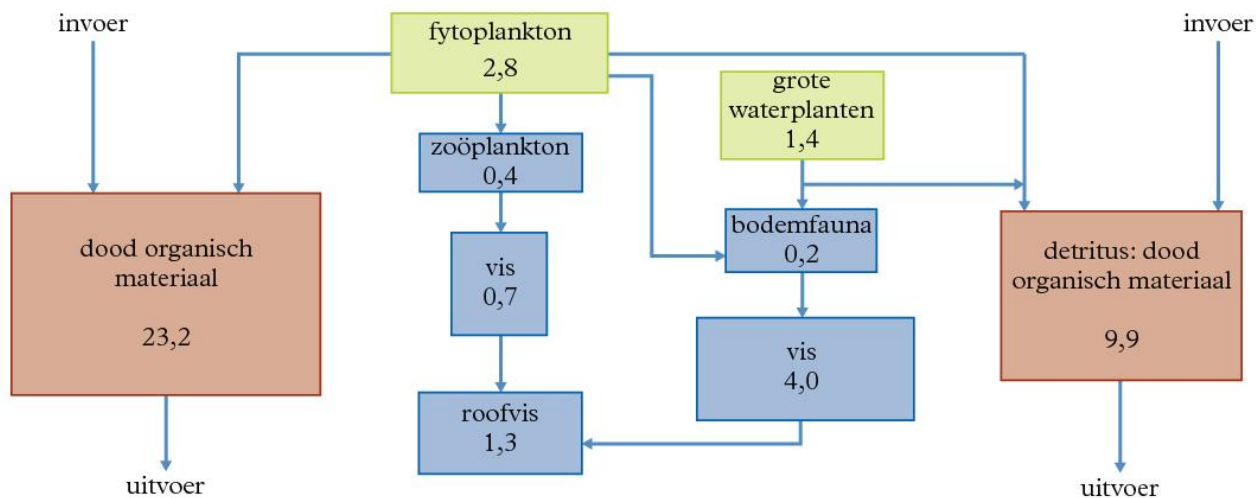 invoer
fytoplankton
2,8
invoer
grote
waterplanten
1,4
zoöplankton
0,4
dood organisch
materiaal
23,2
vis
0,7
bodemfauna
0,2
detritus: dood
organisch materiaal
9,9
vis
4,0
roofvis
1,3
uitvoer
uitvoer